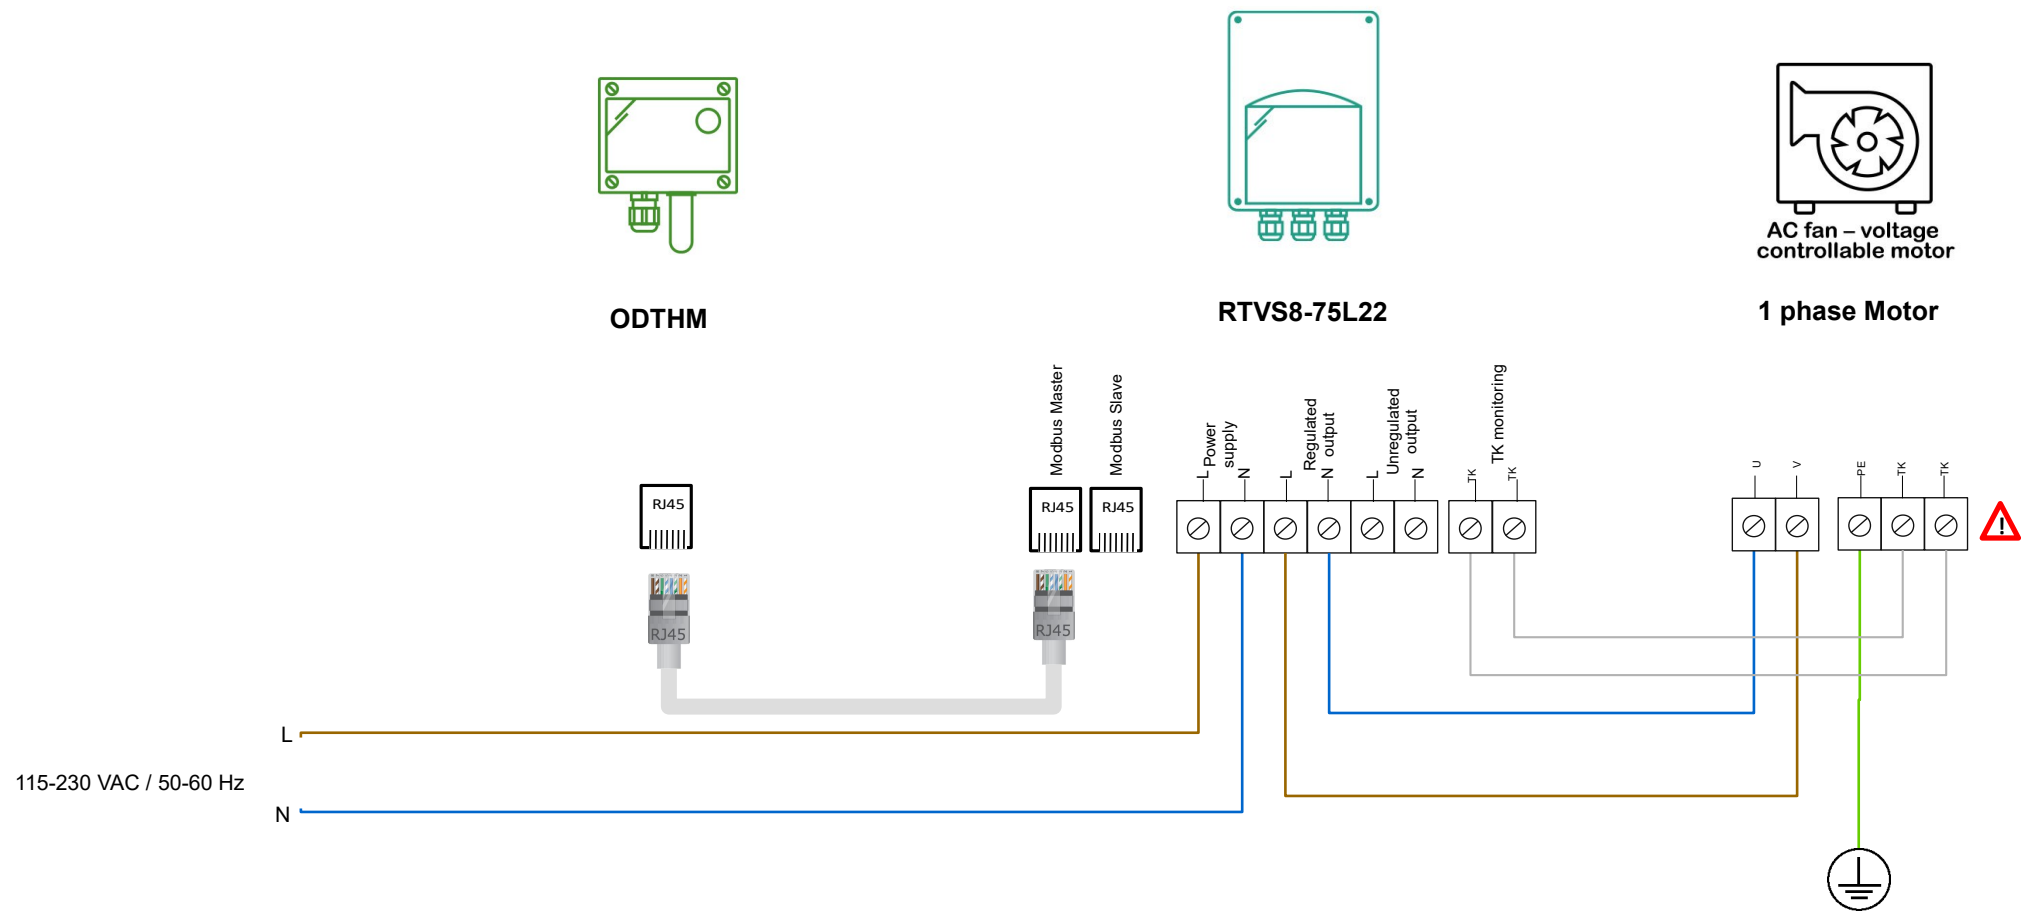 AC fan – voltage
controllable motor
ODTHM
RTVS8-75L22
1 phase Motor
Modbus Master
Modbus Slave
Power
supply
Regulated
output
Unregulated
output
TK monitoring
L
N
L
N
L
N
TK
TK
U
V
PE
TK
TK
RJ45
RJ45
RJ45
RJ45
RJ45
L
115-230 VAC / 50-60 Hz
N